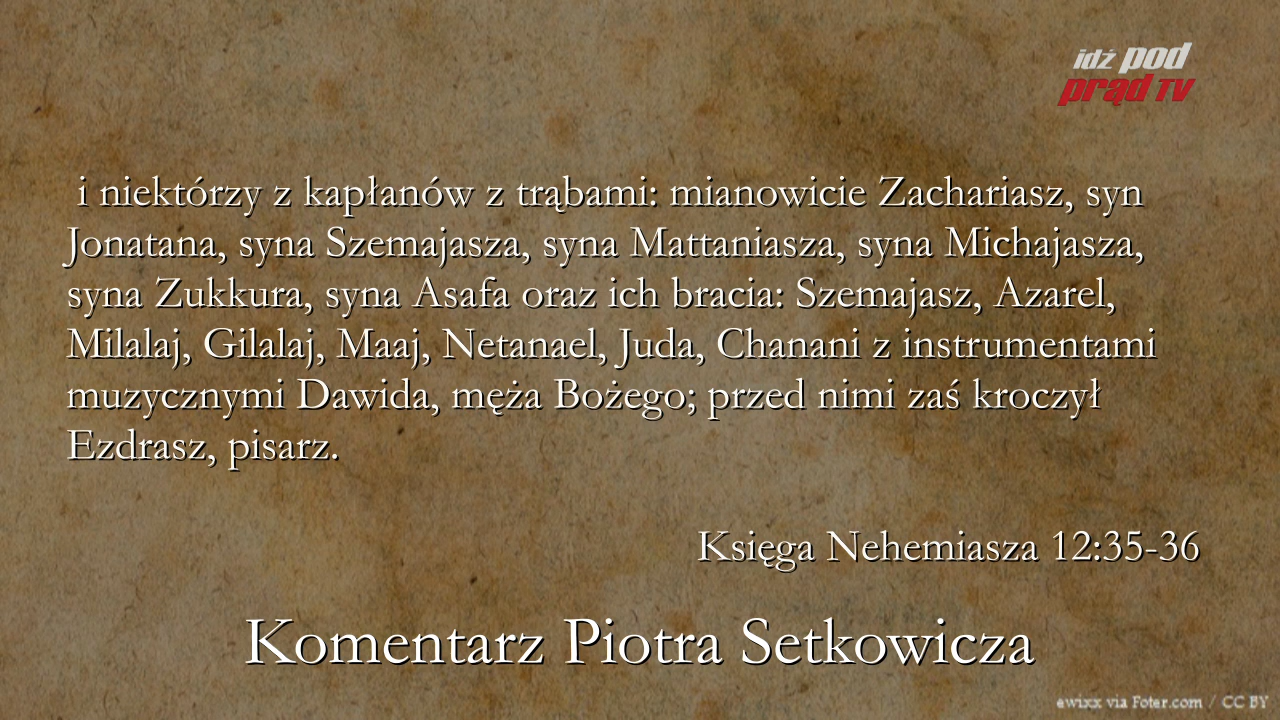 idź pod
prąd TV
i niektórzy z kapłanów z trąbami: mianowicie Zachariasz, syn
Jonatana, syna Szemajasza, syna Mattaniasza, syna Michajasza,
syna Zukkura, syna Asafa oraz ich bracia: Szemajasz, Azarel,
Milalaj, Gilalaj, Maaj, Netanael, Juda, Chanani z instrumentami
muzycznymi Dawida, męża Bożego; przed nimi zaś kroczył
Ezdrasz, pisarz.
Księga Nehemiasza 12:35-36
Komentarz Piotra Setkowicza
ewixx via Foter.com / CC BY